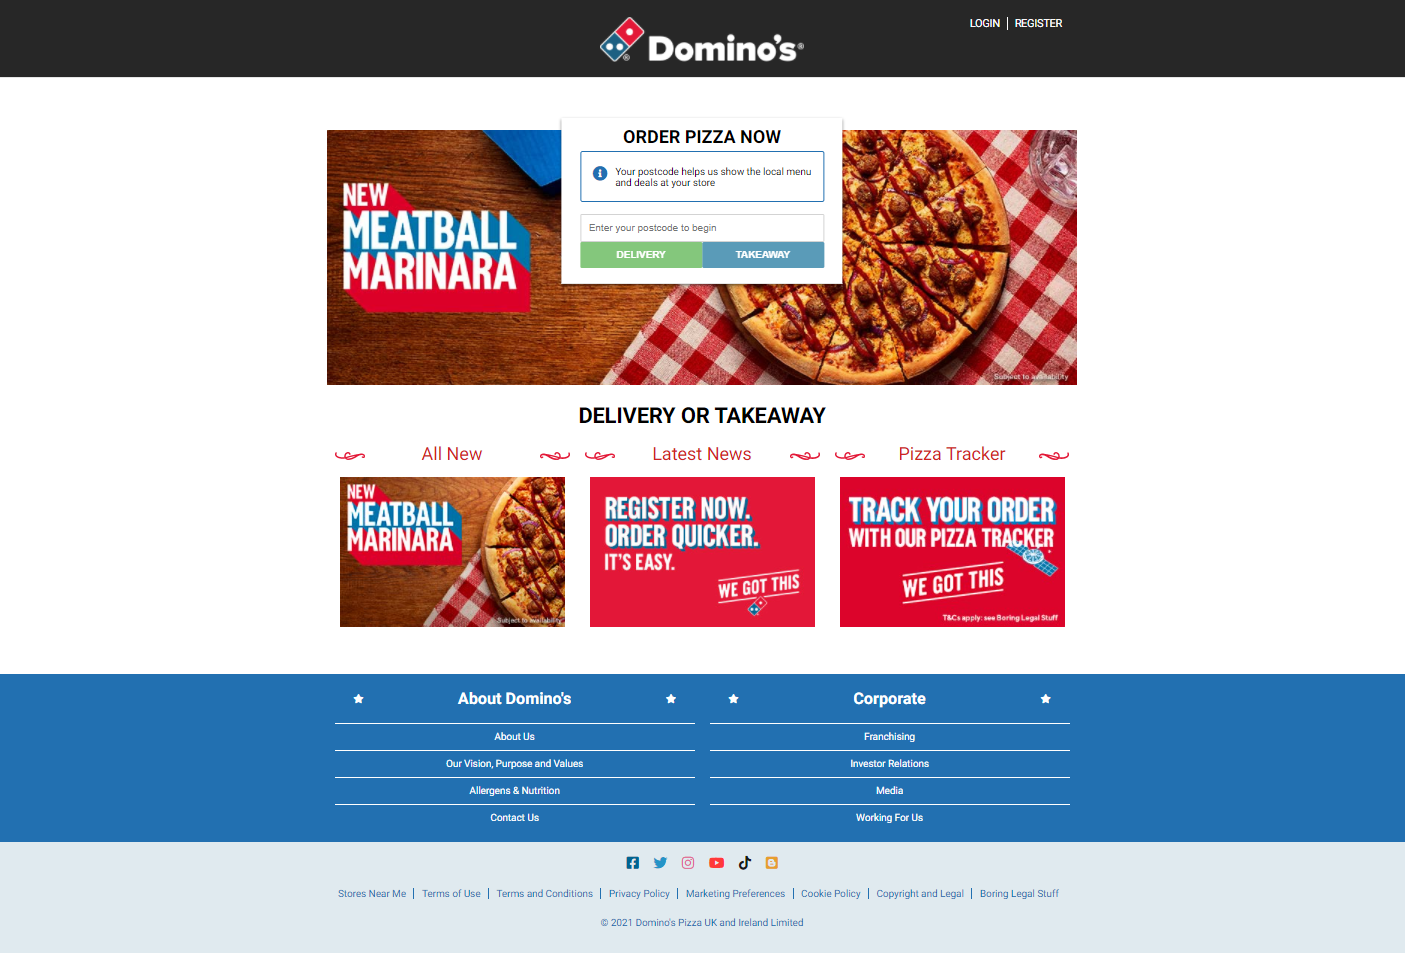 Domino's®
LOGIN
REGISTER
ORDER PIZZA NOW
Your postcode helps us show the local menu
and deals at your store
Enter your postcode to begin
DELIVERY
TAKEAWAY
NEW
MEATBALL
MARINARA
Subject to availability
DELIVERY OR TAKEAWAY
All New
Latest News
Pizza Tracker
NEW
MEATBALL
MARINARA
Subject to availability
REGISTER NOW.
ORDER QUICKER.
IT'S EASY.
WE GOT THIS
TRACK YOUR ORDER
WITH OUR PIZZA TRACKER
WE GOT THIS
T&Cs apply: see Boring Legal Stuff
About Domino's
About Us
Our Vision, Purpose and Values
Allergens & Nutrition
Contact Us
Corporate
Franchising
Investor Relations
Media
Working For Us
Stores Near Me | Terms of Use | Terms and Conditions | Privacy Policy | Marketing Preferences | Cookie Policy | Copyright and Legal | Boring Legal Stuff
© 2021 Domino's Pizza UK and Ireland Limited